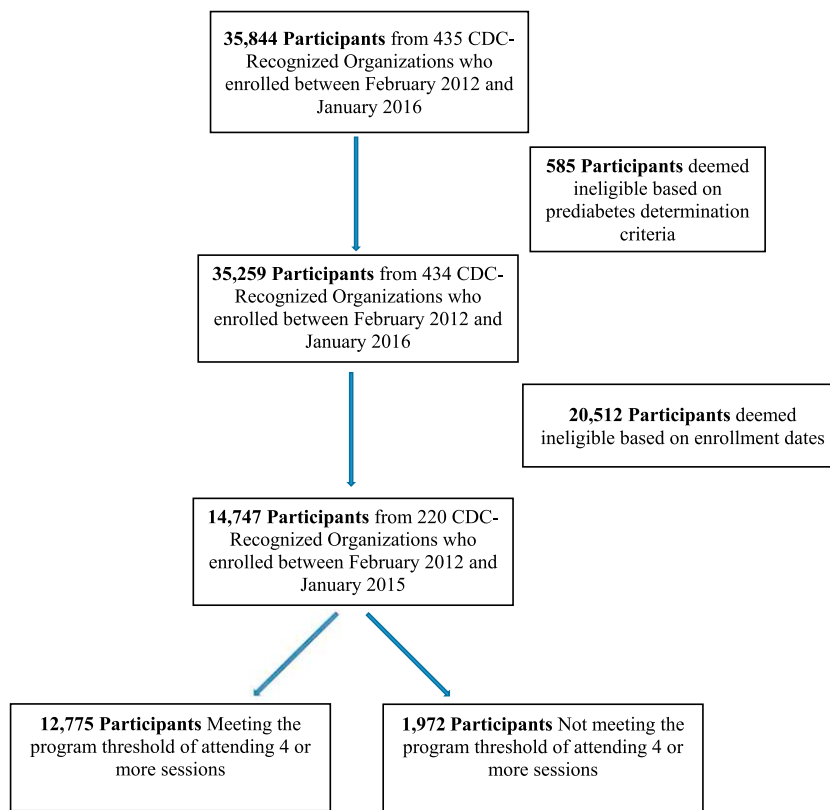 35,844 Participants from 435 CDC-
Recognized Organizations who
enrolled between February 2012 and
January 2016
585 Participants deemed
ineligible based on
prediabetes determination
criteria
35,259 Participants from 434 CDC-
Recognized Organizations who
enrolled between February 2012 and
January 2016
20,512 Participants deemed
ineligible based on enrollment dates
14,747 Participants from 220 CDC-
Recognized Organizations who
enrolled between February 2012 and
January 2015
12,775 Participants Meeting the
program threshold of attending 4 or
more sessions
1,972 Participants Not meeting the
program threshold of attending 4 or
more sessions